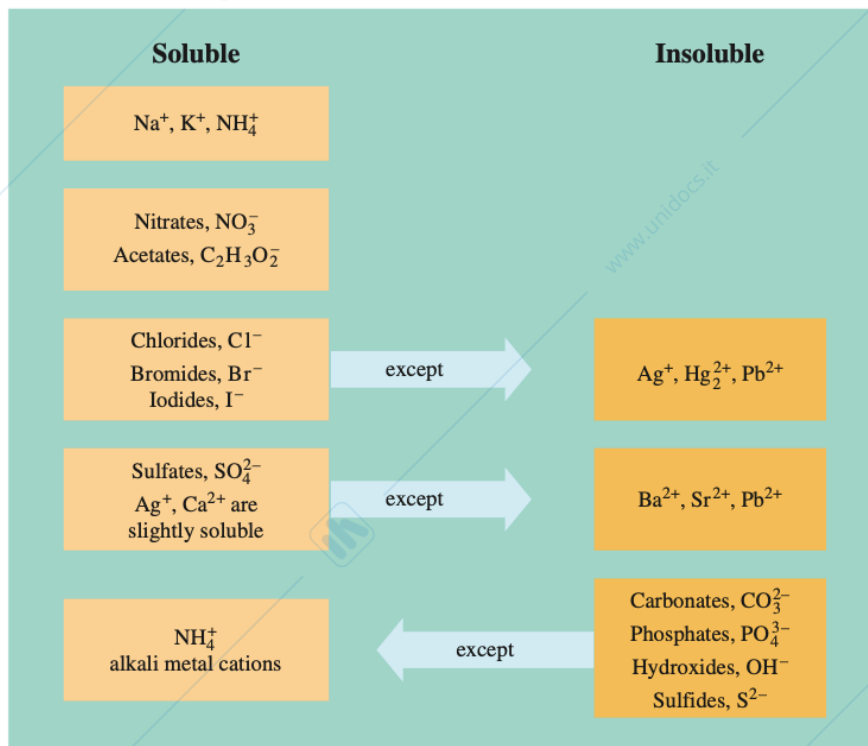 Soluble
Insoluble
Na⁺, K⁺, NH₄⁺
Nitrates, NO₃⁻
Acetates, C₂H₃O₂⁻
Chlorides, Cl⁻
Bromides, Br⁻
Iodides, I⁻
except
Ag⁺, Hg₂²⁺, Pb²⁺
Sulfates, SO₄²⁻
Ag⁺, Ca²⁺ are
slightly soluble
except
Ba²⁺, Sr²⁺, Pb²⁺
NH₄⁺
alkali metal cations
except
Carbonates, CO₃²⁻
Phosphates, PO₄³⁻
Hydroxides, OH⁻
Sulfides, S²⁻
www.unidocs.it